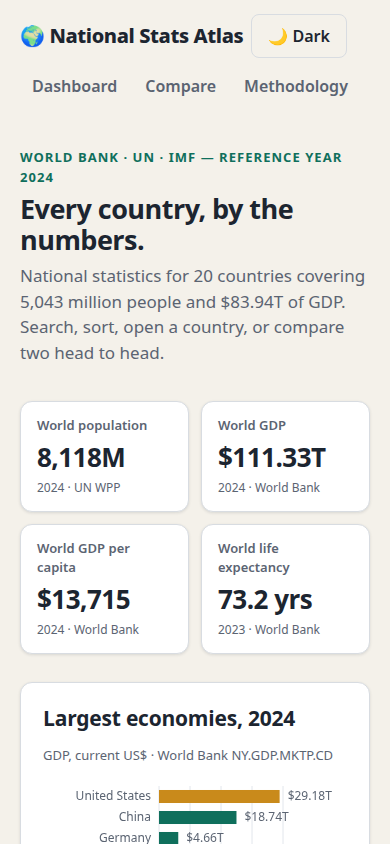 🌍 National Stats Atlas
🌙 Dark
Dashboard Compare Methodology
WORLD BANK · UN · IMF — REFERENCE YEAR
2024
Every country, by the
numbers.
National statistics for 20 countries covering
5,043 million people and $83.94T of GDP.
Search, sort, open a country, or compare
two head to head.
World population
8,118M
2024 · UN WPP
World GDP
$111.33T
2024 · World Bank
World GDP per
capita
$13,715
2024 · World Bank
World life
expectancy
73.2 yrs
2023 · World Bank
Largest economies, 2024
GDP, current US$ · World Bank NY.GDP.MKTP.CD
United States $29.18T
China $18.74T
Germany $4.66T